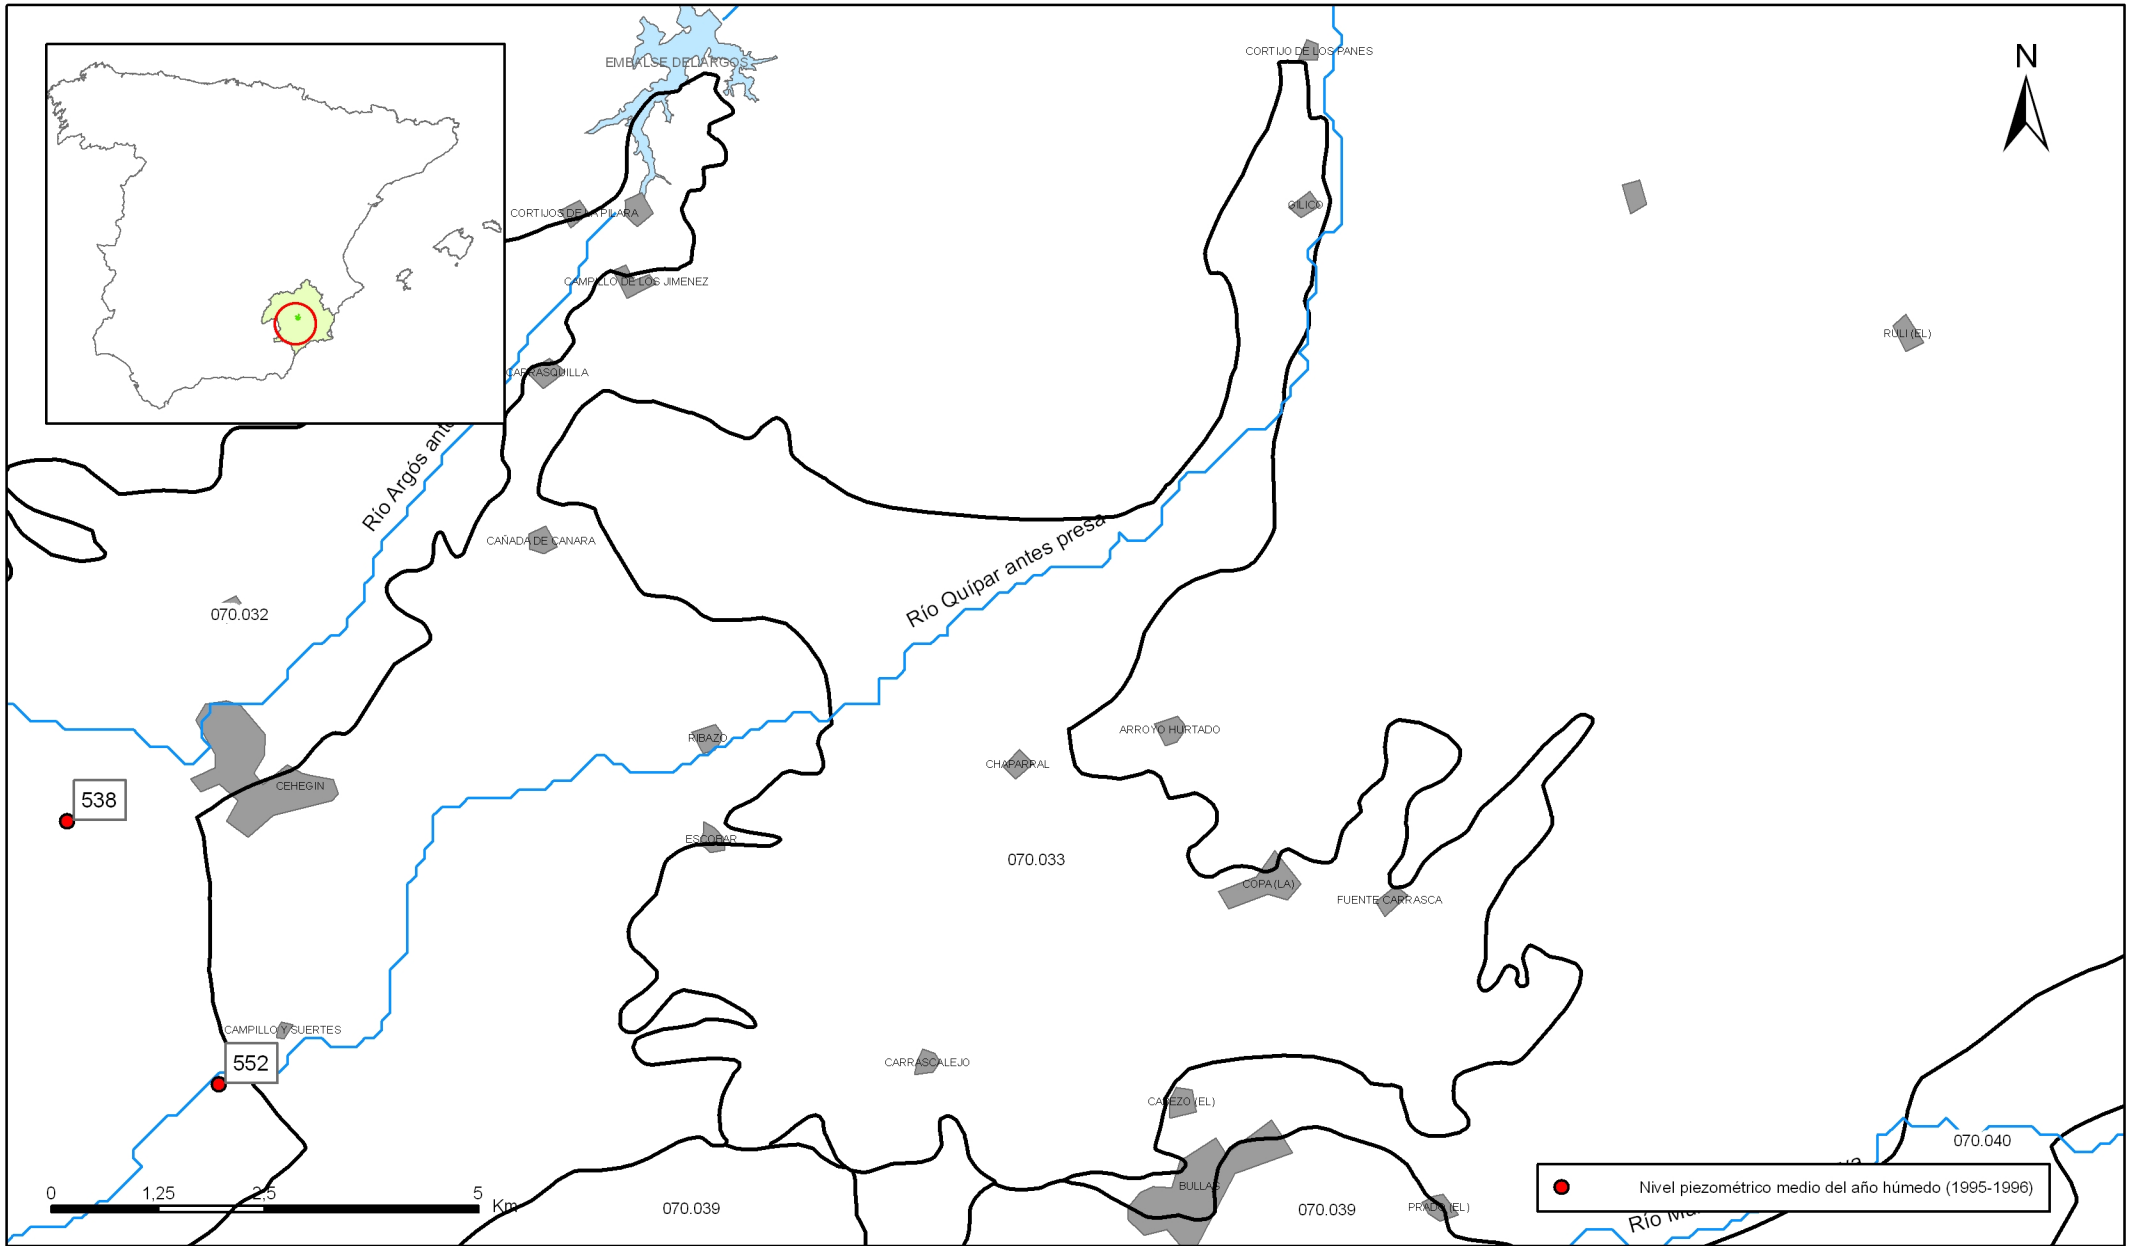 CORTIJO DE LOS PANES
N
EMBALSE DEL ARGOS
GILICO
CORTIJOS DE LA PILARA
CAMPILLO DE LOS JIMENEZ
RULI (EL)
CARRASQUILLA
Río Argós
CAÑADA DE CANARA
Río Quípar antes presa
070.032
ARROYO HURTADO
RIBAZO
CHAPARRAL
CEHEGIN
538
ESCOBAR
070.033
COPA (LA)
FUENTE CARRASCA
CAMPILLO Y SUERTES
552
CARRASCALEJO
CABEZO (EL)
070.040
BULLAS
Nivel piezométrico medio del año húmedo (1995-1996)
0 1,25 2,5 5
Km
070.039
070.039
PRADO (EL)
Río